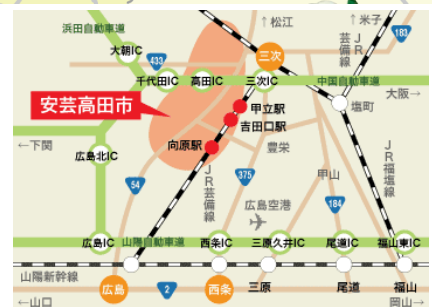 ↑松江
↑米子
浜田自動車道
JR芸備線
183
大朝IC
433
三次
千代田IC
高田IC
三次IC
中国自動車道
大阪→
安芸高田市
甲立駅
塩町
吉田口駅
←下関
向原駅
豊栄
広島北IC
JR芸備線
375
甲山
JR福塩線
54
広島空港
184
広島IC
山陽自動車道
西条IC
三原久井IC
尾道IC
福山東IC
山陽新幹線
広島
2
西条
三原
尾道
福山
←山口
岡山→